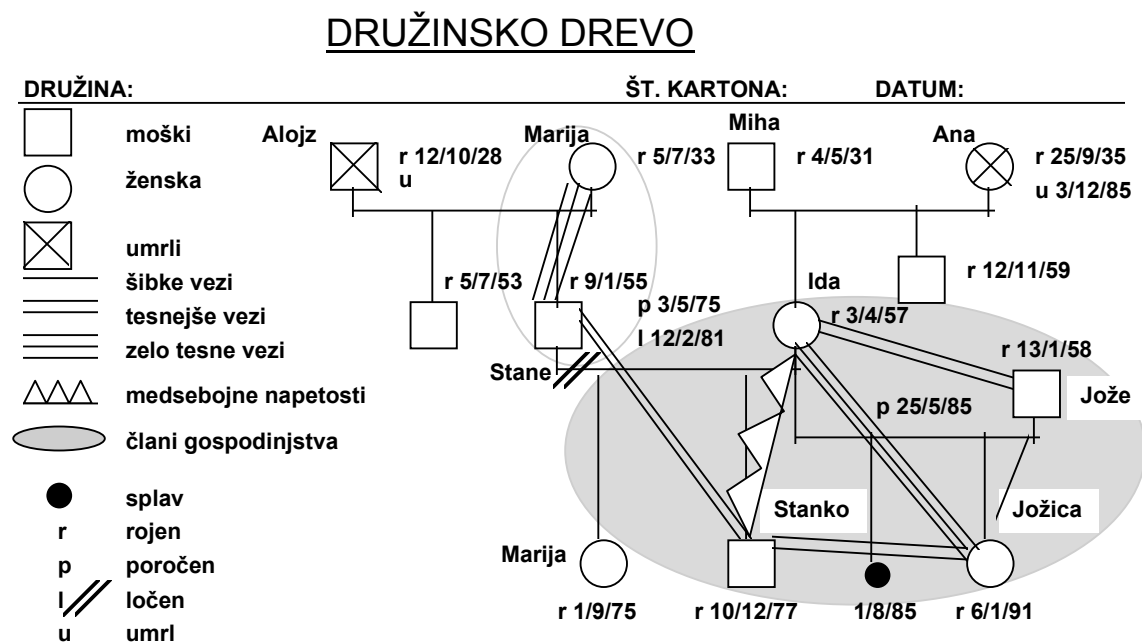 DRUŽINSKO DREVO
DRUŽINA: ŠT. KARTONA: DATUM:
moški
ženska
umrli
šibke vezi
tesnejše vezi
zelo tesne vezi
medsebojne napetosti
člani gospodinjstva
splav
r rojen
p poročen
l ločen
u umrl
Alojz Marija Miha Ana
r 12/10/28 r 5/7/33 r 4/5/31 r 25/9/35
u u 3/12/85
r 5/7/53 r 9/1/55 Ida r 12/11/59
p 3/5/75 r 3/4/57
l 12/2/81
r 13/1/58
Stane Jože
p 25/5/85
Stanko Jožica
Marija
r 1/9/75 r 10/12/77 1/8/85 r 6/1/91